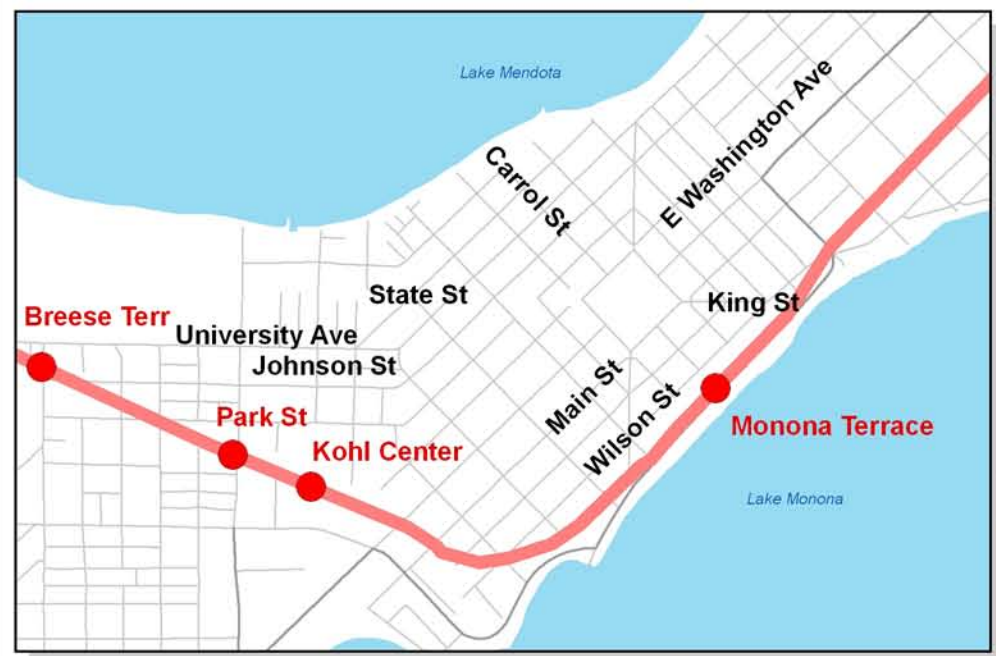 Lake Mendota
E Washington Ave
Carrol St
State St
King St
Breese Terr
University Ave
Johnson St
Main St
Wilson St
Park St
Monona Terrace
Kohl Center
Lake Monona